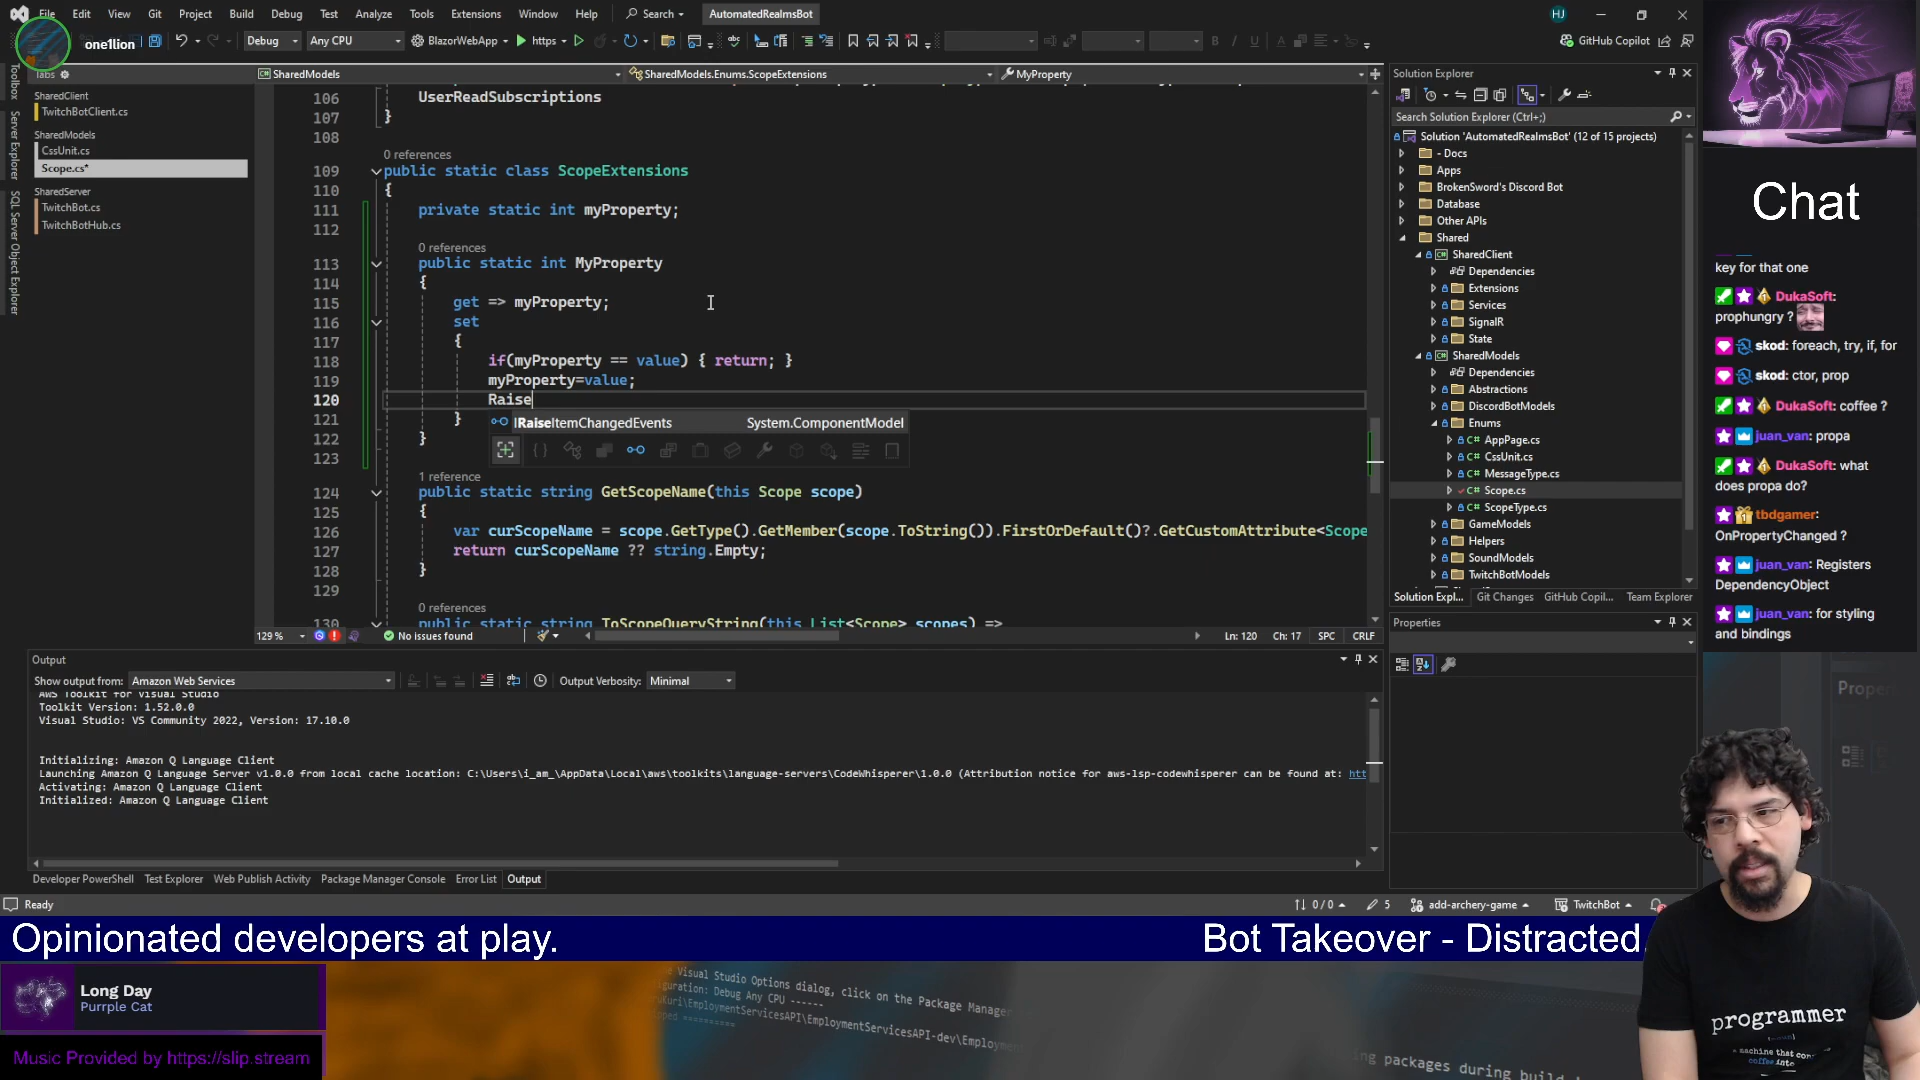 File Edit View Git Project Build Debug Test Analyze Tools Extensions Window Help Search AutomatedRealmsBot HJ
one1lion
Debug Any CPU BlazorWebApp https GitHub Copilot
Tabs
SharedModels SharedModels.Enums.ScopeExtensions MyProperty
Toolbox
Server Explorer
SQL Server Object Explorer
SharedClient
TwitchBotClient.cs
SharedModels
CssUnit.cs
Scope.cs*
SharedServer
TwitchBot.cs
TwitchBotHub.cs
106 UserReadSubscriptions
107 }
108
0 references
109 public static class ScopeExtensions
110 {
111 private static int myProperty;
112
0 references
113 public static int MyProperty
114 {
115 get => myProperty;
116 set
117 {
118 if(myProperty == value) { return; }
119 myProperty=value;
120 Raise
121 }
IRaiseItemChangedEvents System.ComponentModel
122 }
123
1 reference
124 public static string GetScopeName(this Scope scope)
125 {
126 var curScopeName = scope.GetType().GetMember(scope.ToString()).FirstOrDefault()?.GetCustomAttribute<Scope
127 return curScopeName ?? string.Empty;
128 }
129
0 references
130 public static string ToScopeQueryString(this List<Scope> scopes) =>
129 % No issues found Ln: 120 Ch: 17 SPC CRLF
Output
Show output from: Amazon Web Services Output Verbosity: Minimal
AWS Toolkit for Visual Studio
Toolkit Version: 1.52.0.0
Visual Studio: VS Community 2022, Version: 17.10.0
Initializing: Amazon Q Language Client
Launching Amazon Q Language Server v1.0.0 from local cache location: C:\Users\i_am_\AppData\Local\aws\toolkits\language-servers\CodeWhisperer\1.0.0 (Attribution notice for aws-lsp-codewhisperer can be found at: htt
Activating: Amazon Q Language Client
Initialized: Amazon Q Language Client
Developer PowerShell Test Explorer Web Publish Activity Package Manager Console Error List Output
Ready 0 / 0 5 add-archery-game TwitchBot
Solution Explorer
Search Solution Explorer (Ctrl+;)
Solution 'AutomatedRealmsBot' (12 of 15 projects)
- Docs
Apps
BrokenSword's Discord Bot
Database
Other APIs
Shared
SharedClient
Dependencies
Extensions
Services
SignalR
State
SharedModels
Dependencies
Abstractions
DiscordBotModels
Enums
AppPage.cs
CssUnit.cs
MessageType.cs
Scope.cs
ScopeType.cs
GameModels
Helpers
SoundModels
TwitchBotModels
Solution Expl... Git Changes GitHub Copil... Team Explorer
Properties
Chat
key for that one
DukaSoft:
prophungry ?
skod: foreach, try, if, for
skod: ctor, prop
DukaSoft: coffee ?
juan_van: propa
DukaSoft: what
does propa do?
tbdgamer:
OnPropertyChanged ?
juan_van: Registers
DependencyObject
juan_van: for styling
and bindings
Opinionated developers at play.
Bot Takeover - Distracted.
Long Day
Purrple Cat
Music Provided by https://slip.stream
programmer